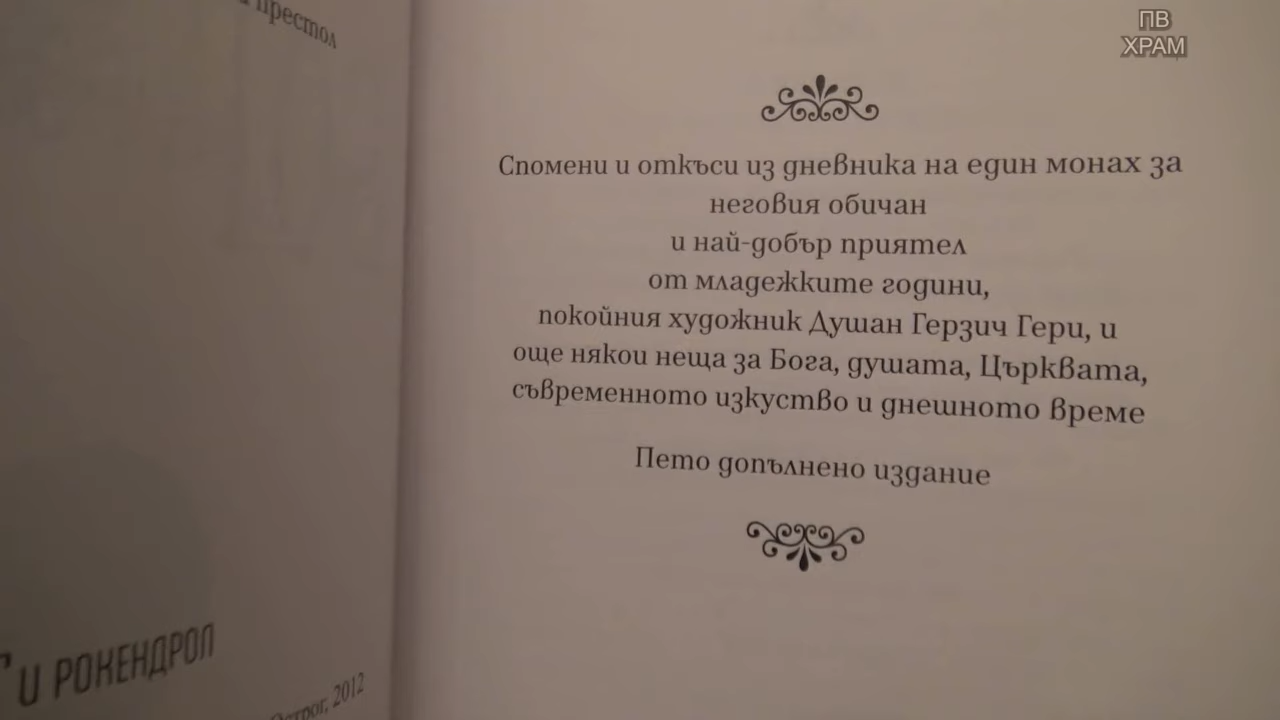 престол
и рокендрол
Острог, 2012
ПВ
ХРАМ
Спомени и откъси из дневника на един монах за
неговия обичан
и най-добър приятел
от младежките години,
покойния художник Душан Герзич Гери, и
още някои неща за Бога, душата, Църквата,
съвременното изкуство и днешното време
Пето допълнено издание